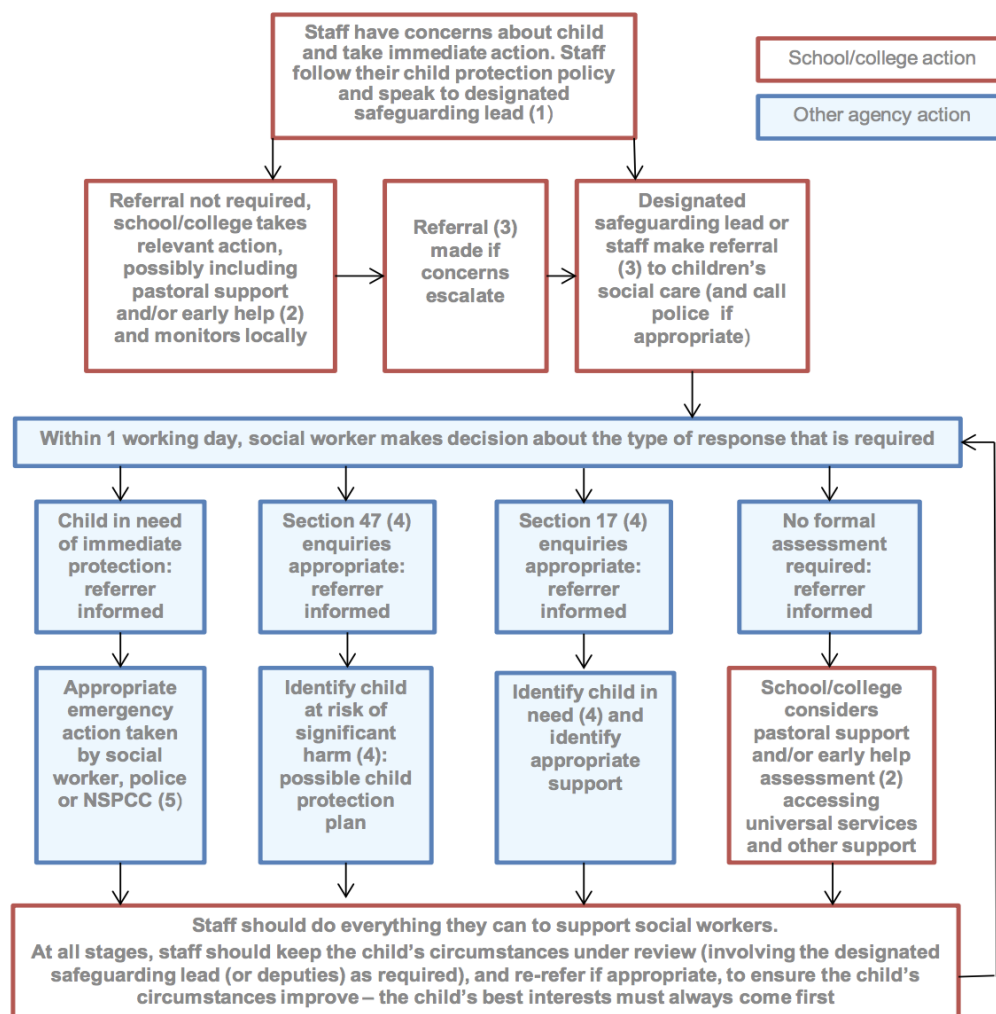 Staff have concerns about child
and take immediate action. Staff
follow their child protection policy
and speak to designated
safeguarding lead (1)
School/college action
Other agency action
Referral not required,
school/college takes
relevant action,
possibly including
pastoral support
and/or early help (2)
and monitors locally
Referral (3)
made if
concerns
escalate
Designated
safeguarding lead or
staff make referral
(3) to children's
social care (and call
police if
appropriate)
Within 1 working day, social worker makes decision about the type of response that is required
Child in need
of immediate
protection:
referrer
informed
Section 47 (4)
enquiries
appropriate:
referrer
informed
Section 17 (4)
enquiries
appropriate:
referrer
informed
No formal
assessment
required:
referrer
informed
Appropriate
emergency
action taken
by social
worker, police
or NSPCC (5)
Identify child
at risk of
significant
harm (4):
possible child
protection
plan
Identify child in
need (4) and
identify
appropriate
support
School/college
considers
pastoral support
and/or early help
assessment (2)
accessing
universal services
and other support
Staff should do everything they can to support social workers.
At all stages, staff should keep the child's circumstances under review (involving the designated
safeguarding lead (or deputies) as required), and re-refer if appropriate, to ensure the child's
circumstances improve – the child's best interests must always come first